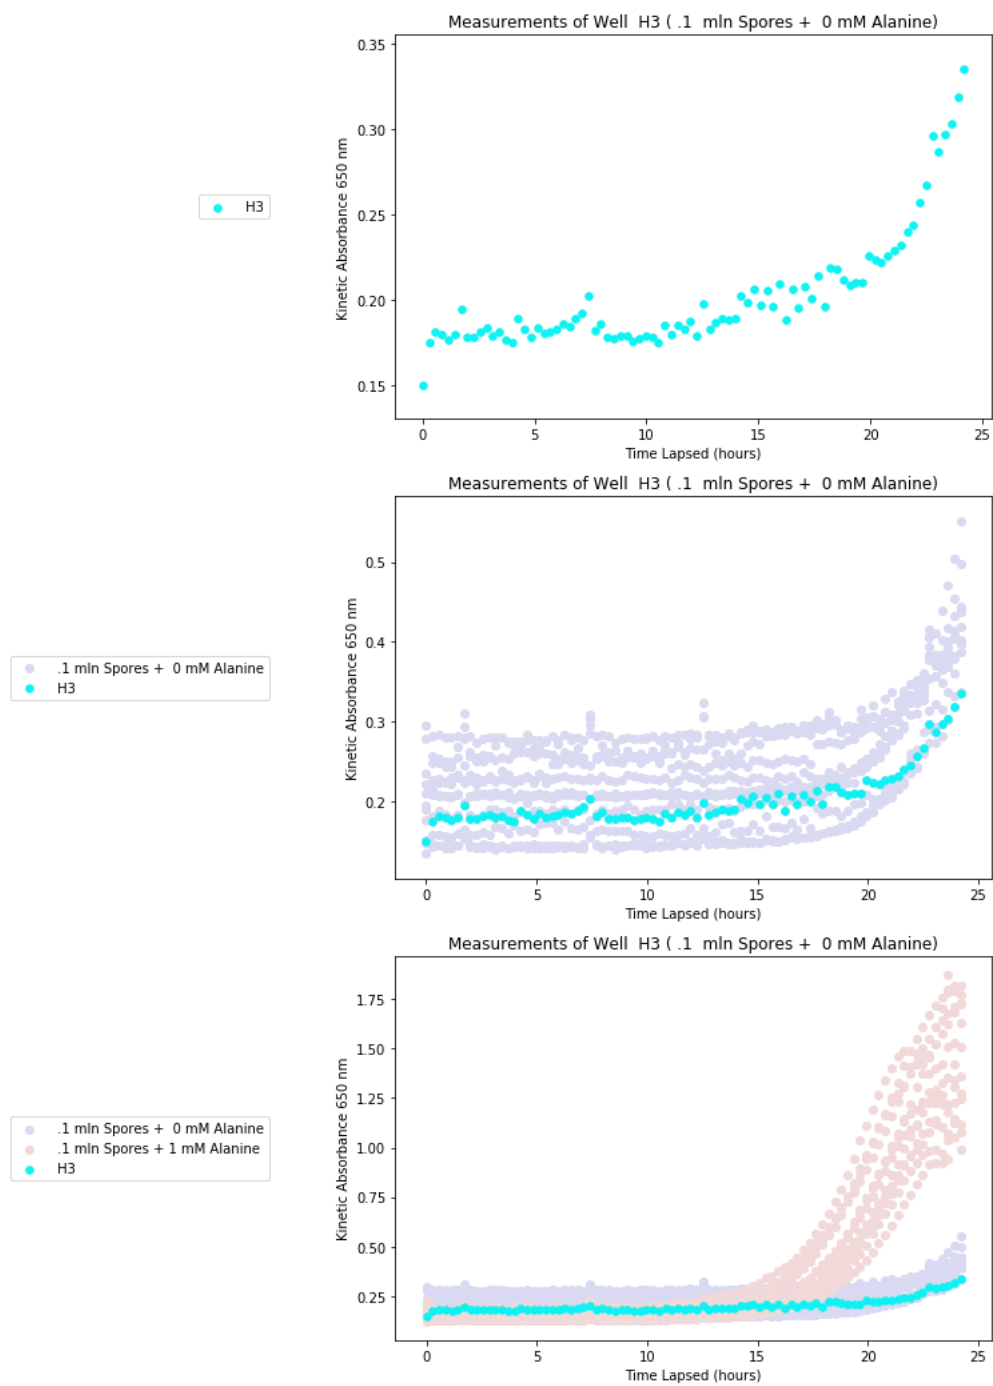 Measurements of Well  H3 ( .1  mln Spores +  0 mM Alanine)
0.35
0.30
0.25
0.20
0.15
Kinetic Absorbance 650 nm
H3
0 5 10 15 20 25
Time Lapsed (hours)
Measurements of Well  H3 ( .1  mln Spores +  0 mM Alanine)
0.5
0.4
0.3
0.2
Kinetic Absorbance 650 nm
.1 mln Spores +  0 mM Alanine
H3
0 5 10 15 20 25
Time Lapsed (hours)
Measurements of Well  H3 ( .1  mln Spores +  0 mM Alanine)
1.75
1.50
1.25
1.00
0.75
0.50
0.25
Kinetic Absorbance 650 nm
.1 mln Spores +  0 mM Alanine
.1 mln Spores + 1 mM Alanine
H3
0 5 10 15 20 25
Time Lapsed (hours)